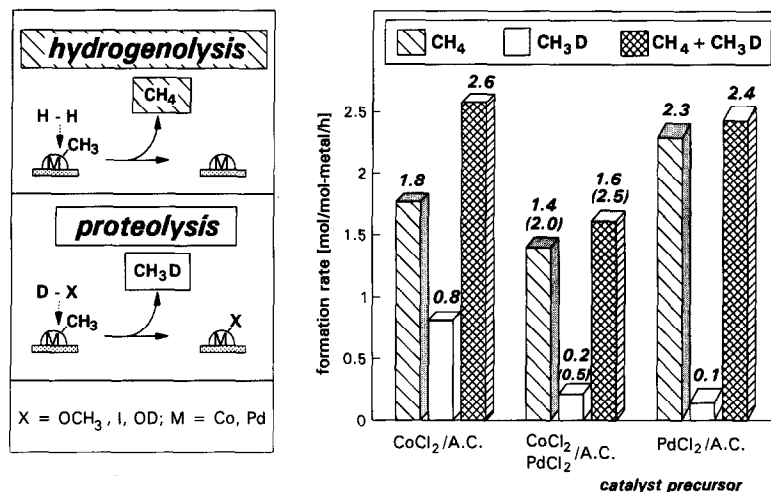 hydrogenolysis
CH₄
H - H
CH₃
M
proteolysis
CH₃D
D - X
CH₃
M
X
M
X = OCH₃, I, OD; M = Co, Pd
CH₄ CH₃D CH₄ + CH₃D
formation rate [mol/mol-metal/h]
2.5
2
1.5
1
0.5
0
1.8
0.8
2.6
1.4
(2.0)
0.2
(0.5)
1.6
(2.5)
2.3
0.1
2.4
CoCl₂/A.C.
CoCl₂
PdCl₂/A.C.
PdCl₂/A.C.
catalyst precursor